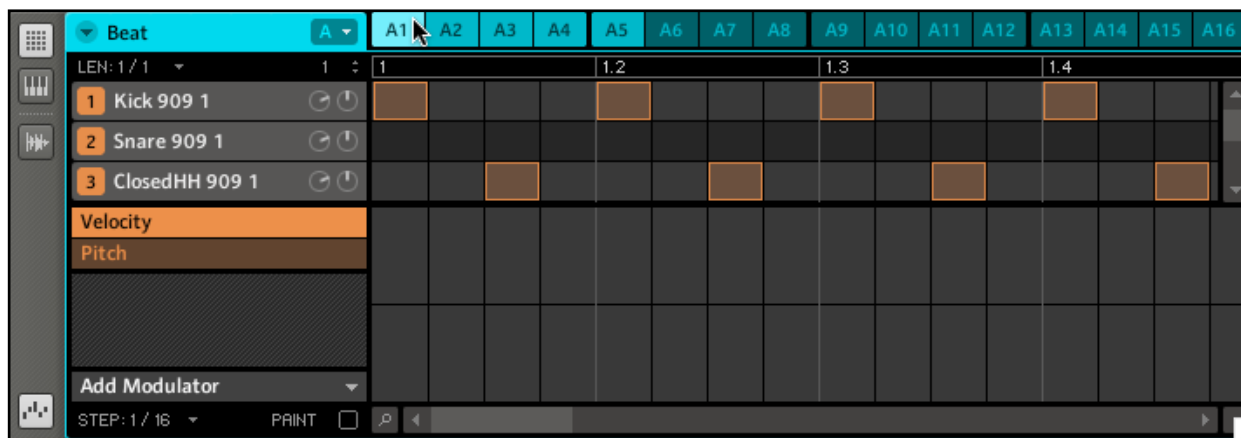 Beat A A1 A2 A3 A4 A5 A6 A7 A8 A9 A10 A11 A12 A13 A14 A15 A16
LEN: 1 / 1 1 1 1.2 1.3 1.4
1 Kick 909 1
2 Snare 909 1
3 ClosedHH 909 1
Velocity
Pitch
Add Modulator
STEP: 1 / 16 PAINT